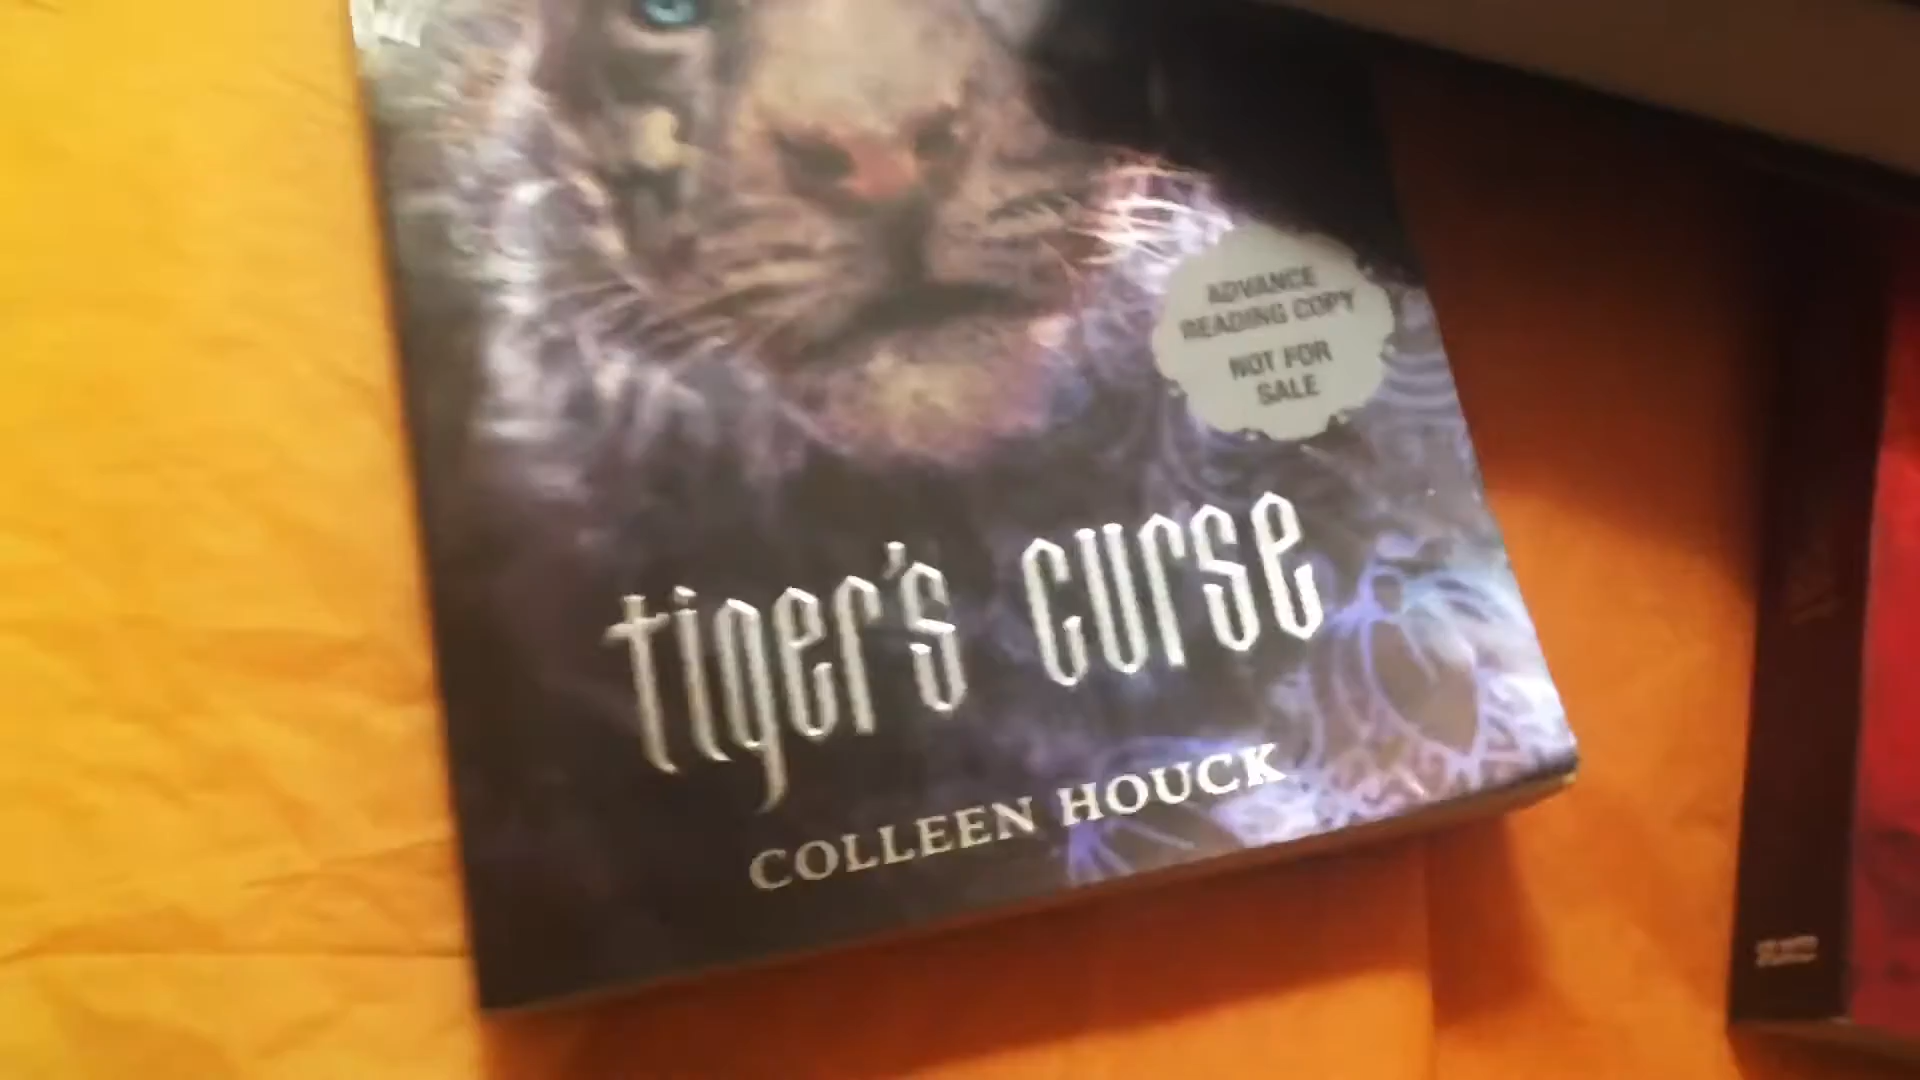 ADVANCE
READING COPY
NOT FOR
SALE
tiger's curse
COLLEEN HOUCK